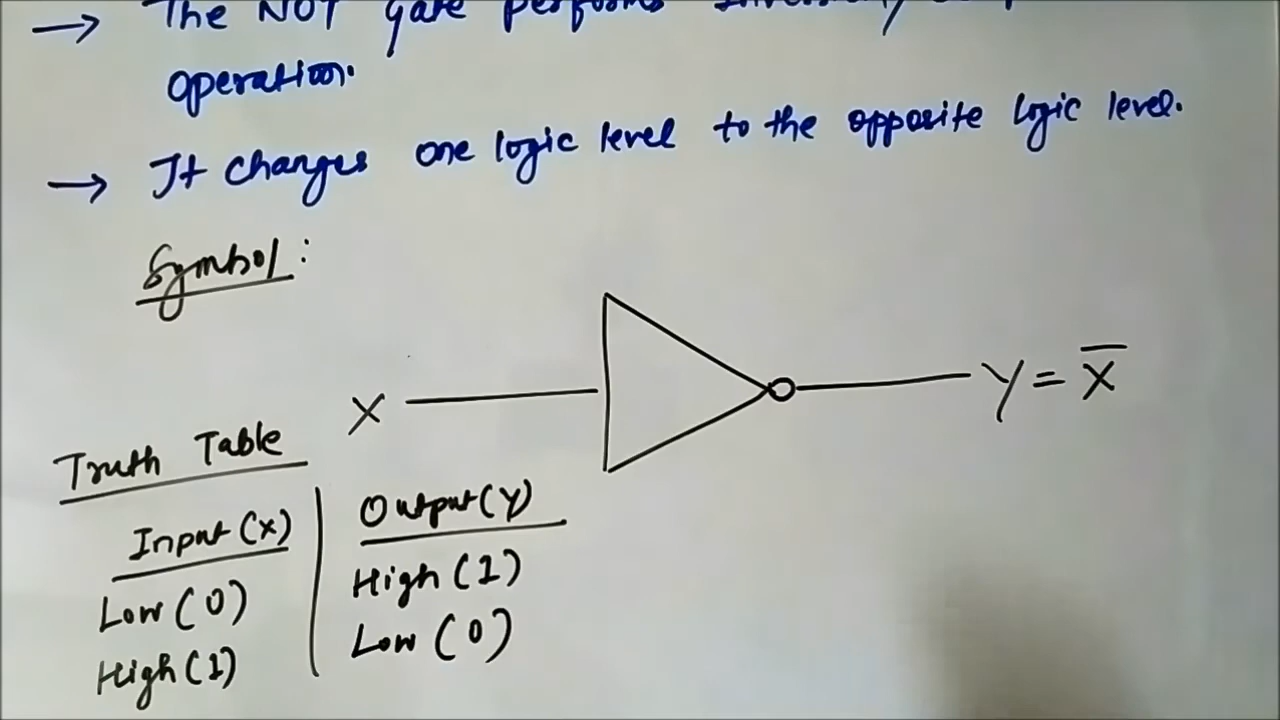 → The NOT gate performs
operation.
→ It changes one logic level to the opposite logic level.
Symbol:
X Y = X̅
Truth Table
Input (X) | Output (Y)
Low (0) | High (1)
High (1) | Low (0)